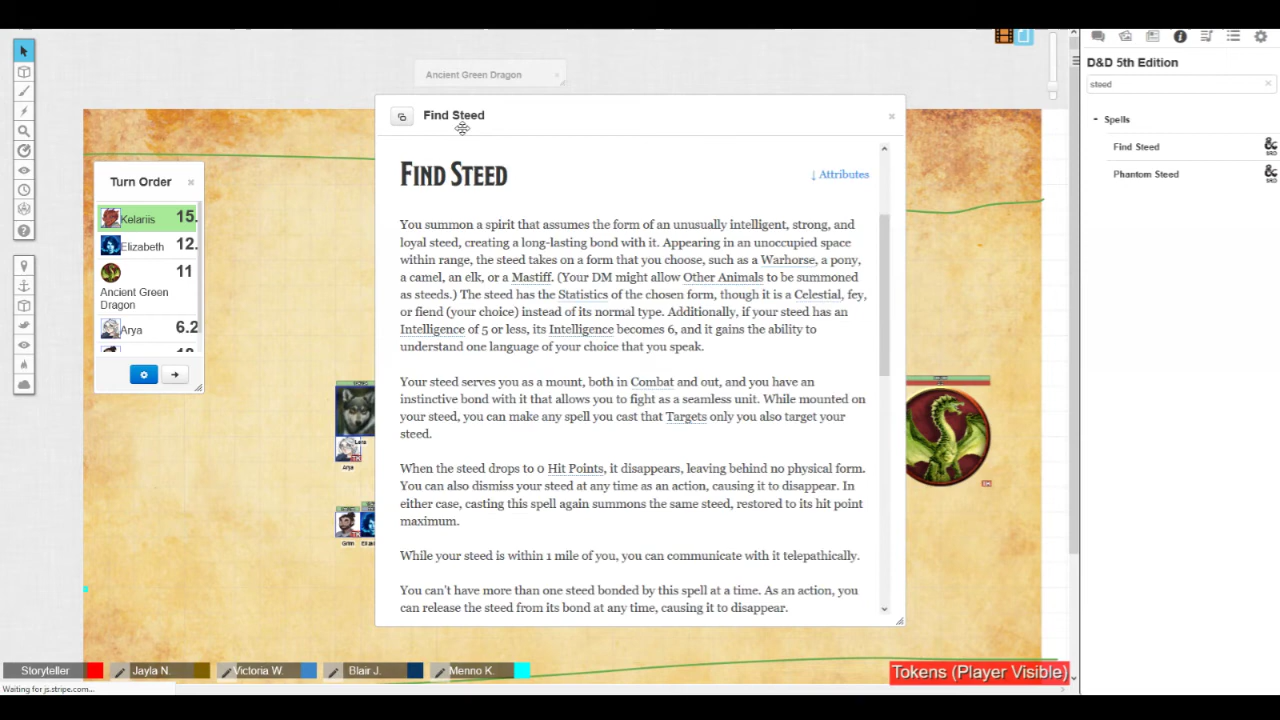 Ancient Green Dragon
D&D 5th Edition
steed
Spells
Find Steed
Phantom Steed
Find Steed
FIND STEED
↓ Attributes
You summon a spirit that assumes the form of an unusually intelligent, strong, and
loyal steed, creating a long-lasting bond with it. Appearing in an unoccupied space
within range, the steed takes on a form that you choose, such as a Warhorse, a pony,
a camel, an elk, or a Mastiff. (Your DM might allow Other Animals to be summoned
as steeds.) The steed has the Statistics of the chosen form, though it is a Celestial, fey,
or fiend (your choice) instead of its normal type. Additionally, if your steed has an
Intelligence of 5 or less, its Intelligence becomes 6, and it gains the ability to
understand one language of your choice that you speak.
Your steed serves you as a mount, both in Combat and out, and you have an
instinctive bond with it that allows you to fight as a seamless unit. While mounted on
your steed, you can make any spell you cast that Targets only you also target your
steed.
When the steed drops to 0 Hit Points, it disappears, leaving behind no physical form.
You can also dismiss your steed at any time as an action, causing it to disappear. In
either case, casting this spell again summons the same steed, restored to its hit point
maximum.
While your steed is within 1 mile of you, you can communicate with it telepathically.
You can't have more than one steed bonded by this spell at a time. As an action, you
can release the steed from its bond at any time, causing it to disappear.
Turn Order
Kelariis 15.
Elizabeth 12.
11
Ancient Green
Dragon
Arya 6.2
Arya
Grim
Storyteller
Jayla N.
Victoria W.
Blair J.
Menno K.
Tokens (Player Visible)
Waiting for js.stripe.com...